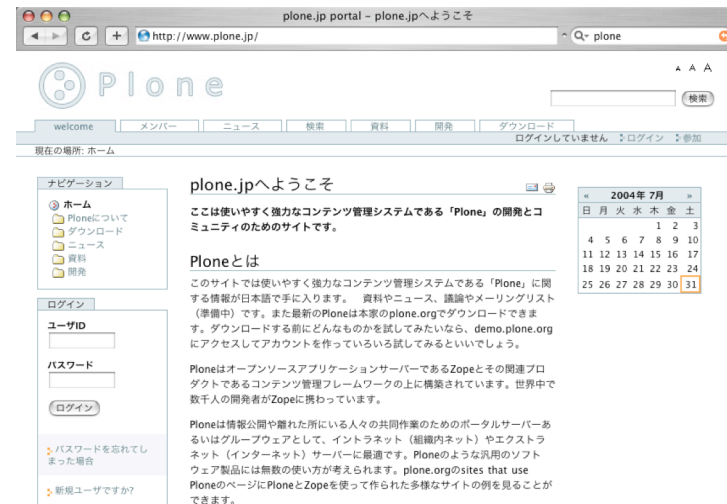 plone.jp portal – plone.jpへようこそ
http://www.plone.jp/
plone
Plone
A A A
検索
welcome メンバー ニュース 検索 資料 開発 ダウンロード
ログインしていません ログイン 参加
現在の場所: ホーム
ナビゲーション
ホーム
Ploneについて
ダウンロード
ニュース
資料
開発
ログイン
ユーザID
パスワード
ログイン
パスワードを忘れてし
まった場合
新規ユーザですか?
plone.jpへようこそ
ここは使いやすく強力なコンテンツ管理システムである「Plone」の開発とコ
ミュニティのためのサイトです。
Ploneとは
このサイトでは使いやすく強力なコンテンツ管理システムである「Plone」に関
する情報が日本語で手に入ります。 資料やニュース、議論やメーリングリスト
（準備中）です。また最新のPloneは本家のplone.orgでダウンロードできま
す。ダウンロードする前にどんなものかを試してみたいなら、demo.plone.org
にアクセスしてアカウントを作っていろいろ試してみるといいでしょう。
PloneはオープンソースアプリケーションサーバーであるZopeとその関連プロ
ダクトであるコンテンツ管理フレームワークの上に構築されています。世界中で
数千人の開発者がZopeに携わっています。
Ploneは情報公開や離れた所にいる人々の共同作業のためのポータルサーバーあ
るいはグループウェアとして、イントラネット（組織内ネット）やエクストラ
ネット（インターネット）サーバーに最適です。Ploneのような汎用のソフト
ウェア製品には無数の使い方が考えられます。plone.orgのsites that use
PloneのページにPloneとZopeを使って作られた多様なサイトの例を見ることが
できます。
« 2004年 7月 »
日 月 火 水 木 金 土
1 2 3
4 5 6 7 8 9 10
11 12 13 14 15 16 17
18 19 20 21 22 23 24
25 26 27 28 29 30 31